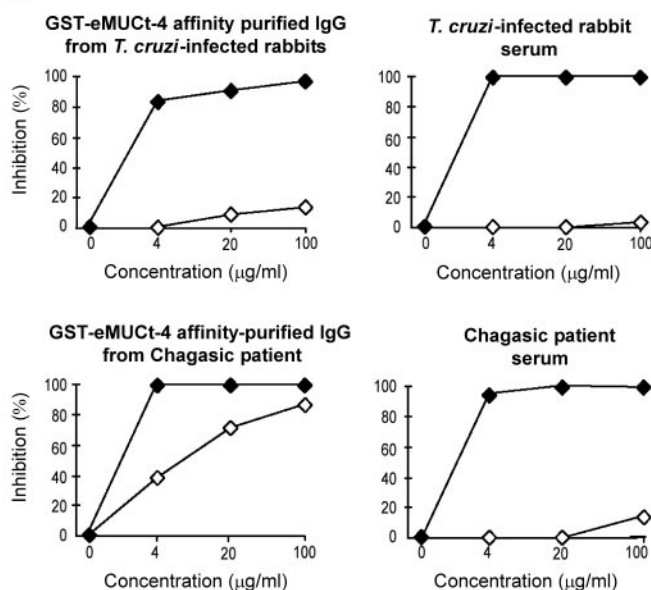 GST-eMUCt-4 affinity purified IgG
from T. cruzi-infected rabbits
Inhibition (%)
100
80
60
40
20
0
0 4 20 100
Concentration (μg/ml)
T. cruzi-infected rabbit
serum
100
80
60
40
20
0
0 4 20 100
Concentration (μg/ml)
GST-eMUCt-4 affinity-purified IgG
from Chagasic patient
Inhibition (%)
100
80
60
40
20
0
0 4 20 100
Concentration (μg/ml)
Chagasic patient
serum
100
80
60
40
20
0
0 4 20 100
Concentration (μg/ml)